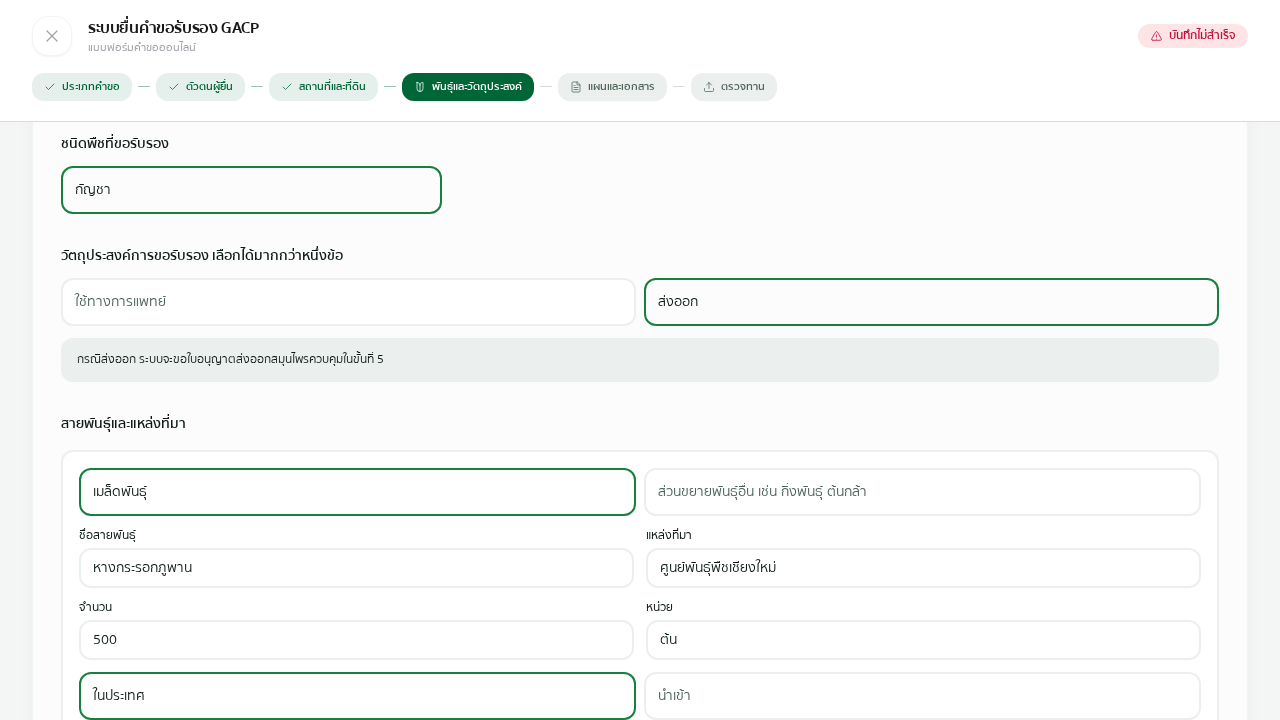 ระบบยื่นคำขอรับรอง GACP
แบบฟอร์มคำขอออนไลน์
บันทึกไม่สำเร็จ
ประเภทคำขอ
ตัวตนผู้ยื่น
สถานที่และที่ดิน
พันธุ์และวัตถุประสงค์
แผนและเอกสาร
ตรวจทาน
ชนิดพืชที่ขอรับรอง
กัญชา
วัตถุประสงค์การขอรับรอง เลือกได้มากกว่าหนึ่งข้อ
ใช้ทางการแพทย์
ส่งออก
กรณีส่งออก ระบบจะขอใบอนุญาตส่งออกสมุนไพรควบคุมในขั้นที่ 5
สายพันธุ์และแหล่งที่มา
เมล็ดพันธุ์
ส่วนขยายพันธุ์อื่น เช่น กิ่งพันธุ์ ต้นกล้า
ชื่อสายพันธุ์
แหล่งที่มา
หางกระรอกภูพาน
ศูนย์พันธุ์พืชเชียงใหม่
จำนวน
หน่วย
500
ต้น
ในประเทศ
นำเข้า